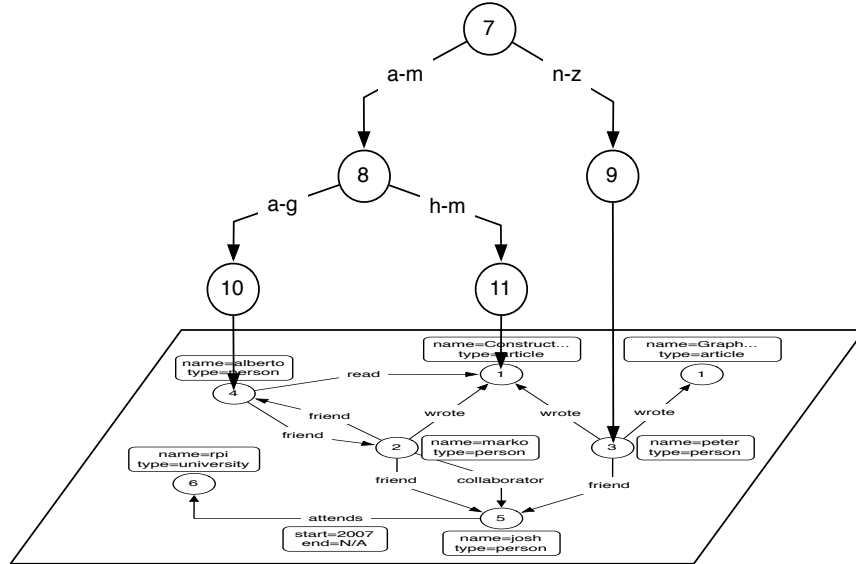 7
a-m
n-z
8
9
a-g
h-m
10
11
name=alberto
type=person
name=Construct...
type=article
name=Graph...
type=article
4
read
1
1
friend
wrote
wrote
wrote
friend
2
name=marko
type=person
3
name=peter
type=person
name=rpi
type=university
6
friend
collaborator
friend
attends
5
start=2007
end=N/A
name=josh
type=person